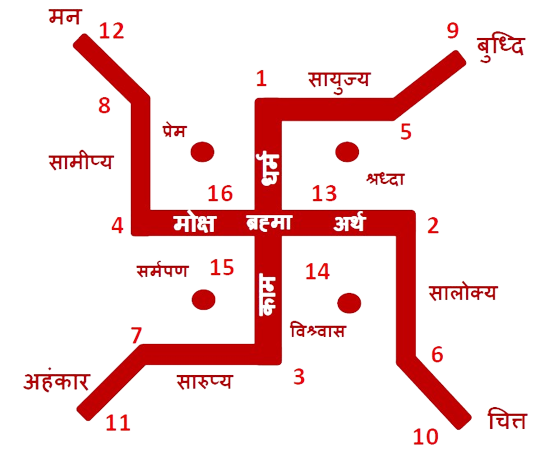 मन
12
9
बुध्दि
1
सायुज्य
8
5
प्रेम
धर्म
सामीप्य
श्रध्दा
16
13
4
मोक्ष
ब्रह्मा
अर्थ
2
सर्मपण
15
14
काम
सालोक्य
विश्र्वास
7
6
अहंकार
सारुप्य
3
11
चित्त
10